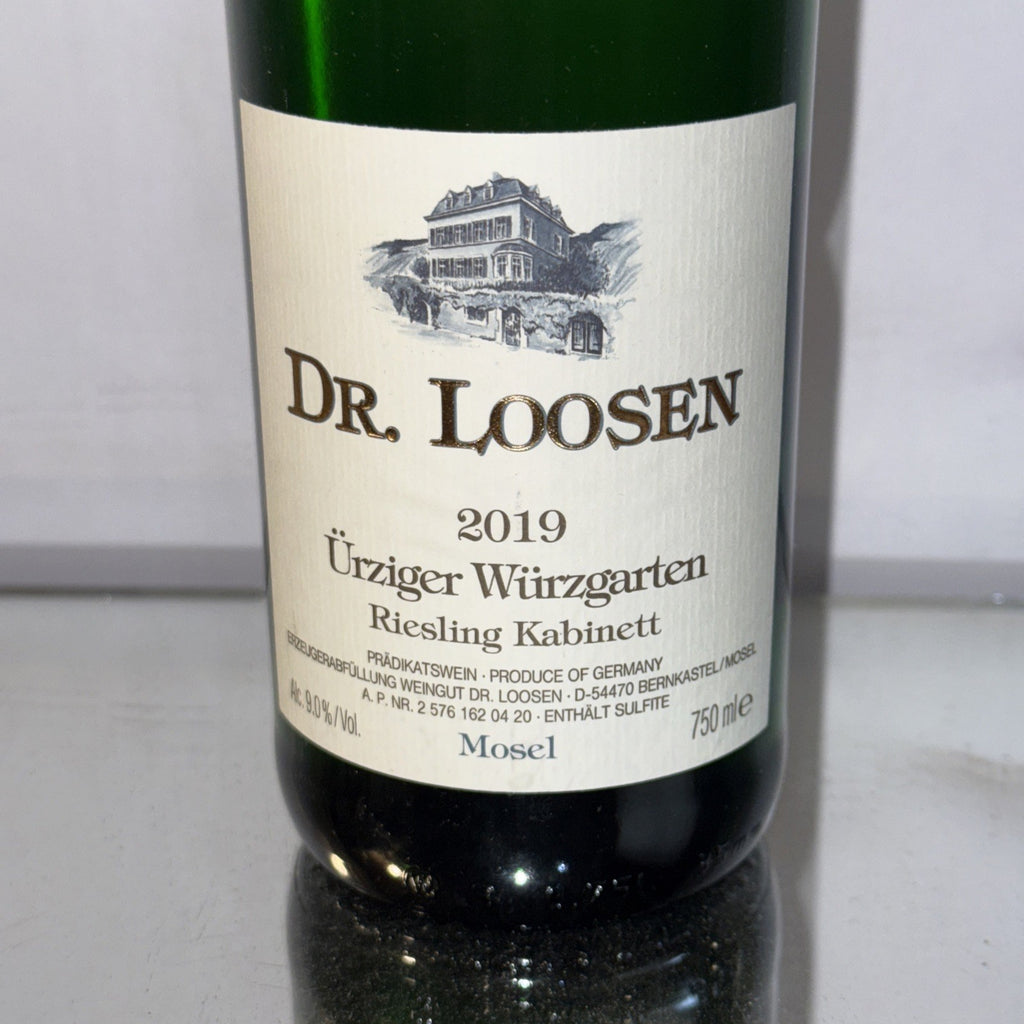 DR. LOOSEN
2019
Ürziger Würzgarten
Riesling Kabinett
PRÄDIKATSWEIN · PRODUCE OF GERMANY
ERZEUGERABFÜLLUNG WEINGUT DR. LOOSEN · D-54470 BERNKASTEL/MOSEL
A. P. NR. 2 576 162 04 20 · ENTHÄLT SULFITE
Alc. 9.0%/Vol.
750 ml e
Mosel